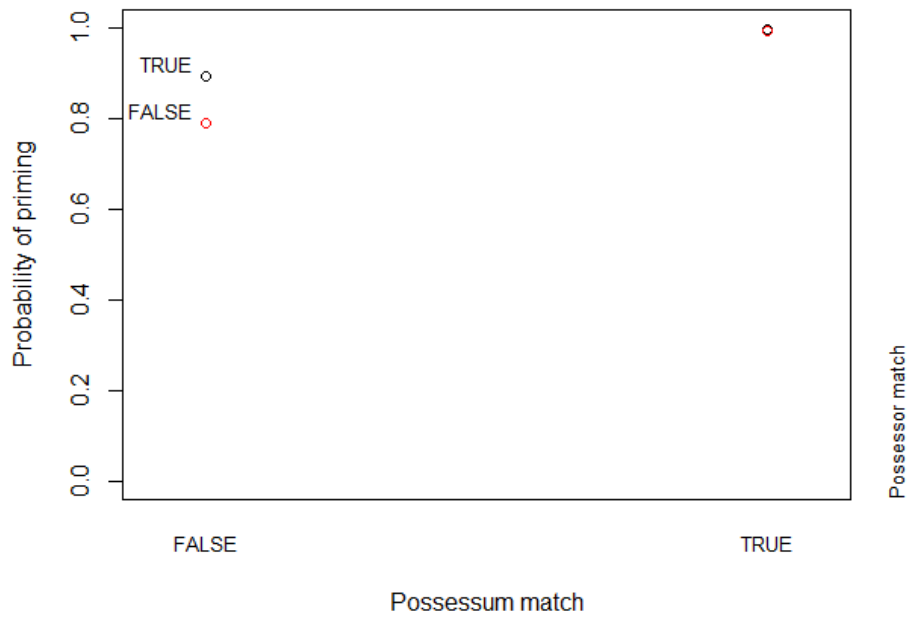 Probability of priming
1.0
0.8
0.6
0.4
0.2
0.0
TRUE
FALSE
FALSE
TRUE
Possessum match
Possessor match